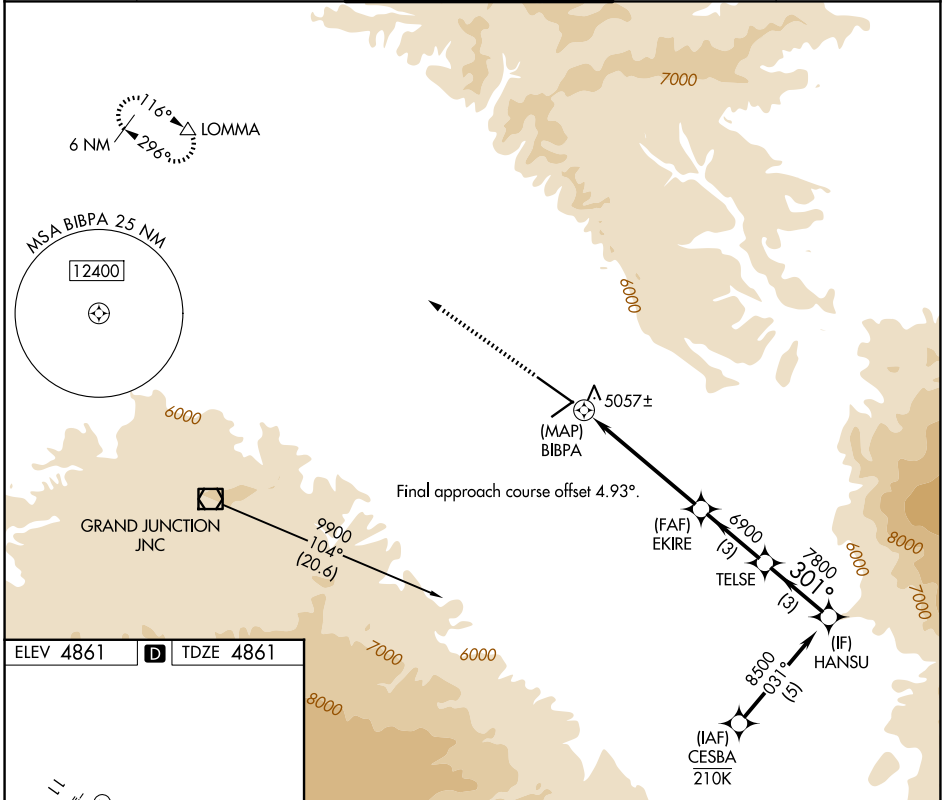 7000
116°
LOMMA
6 NM
296°
MSA BIBPA 25 NM
12400
6000
5057±
(MAP)
BIBPA
6000
Final approach course offset 4.93°.
GRAND JUNCTION
JNC
9900
104°
(20.6)
(FAF)
EKIRE
6900
(3)
TELSE
7800
301°
(3)
6000
8000
7000
(IF)
HANSU
8500
031°
(5)
(IAF)
CESBA
210K
ELEV 4861
D
TDZE 4861
7000
6000
8000
11